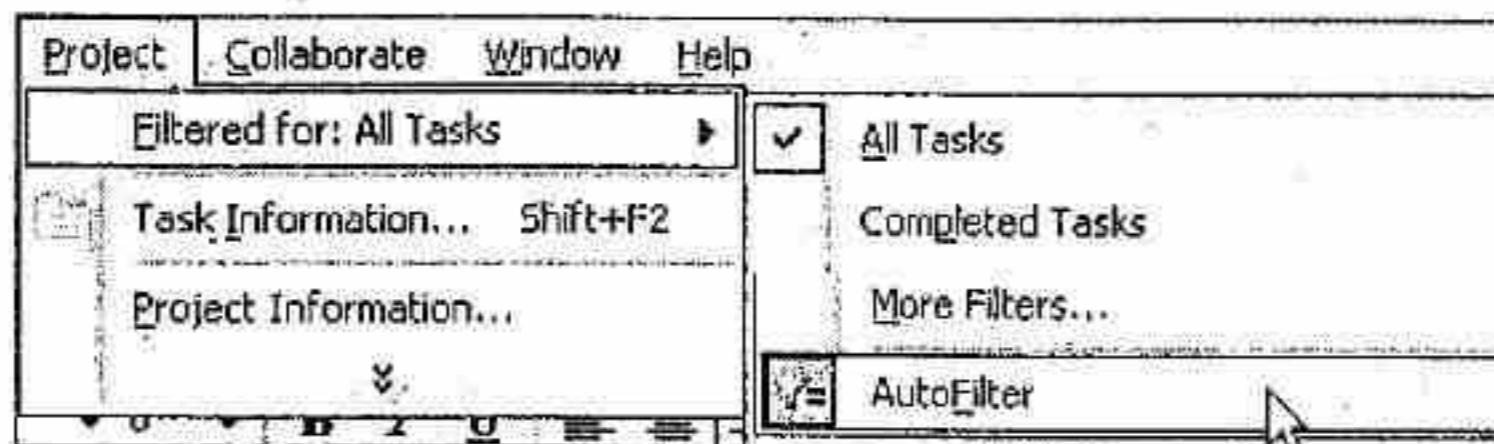 Project Collaborate Window Help
Filtered for: All Tasks
Task Information... Shift+F2
Project Information...
All Tasks
Completed Tasks
More Filters...
AutoFilter
B I U